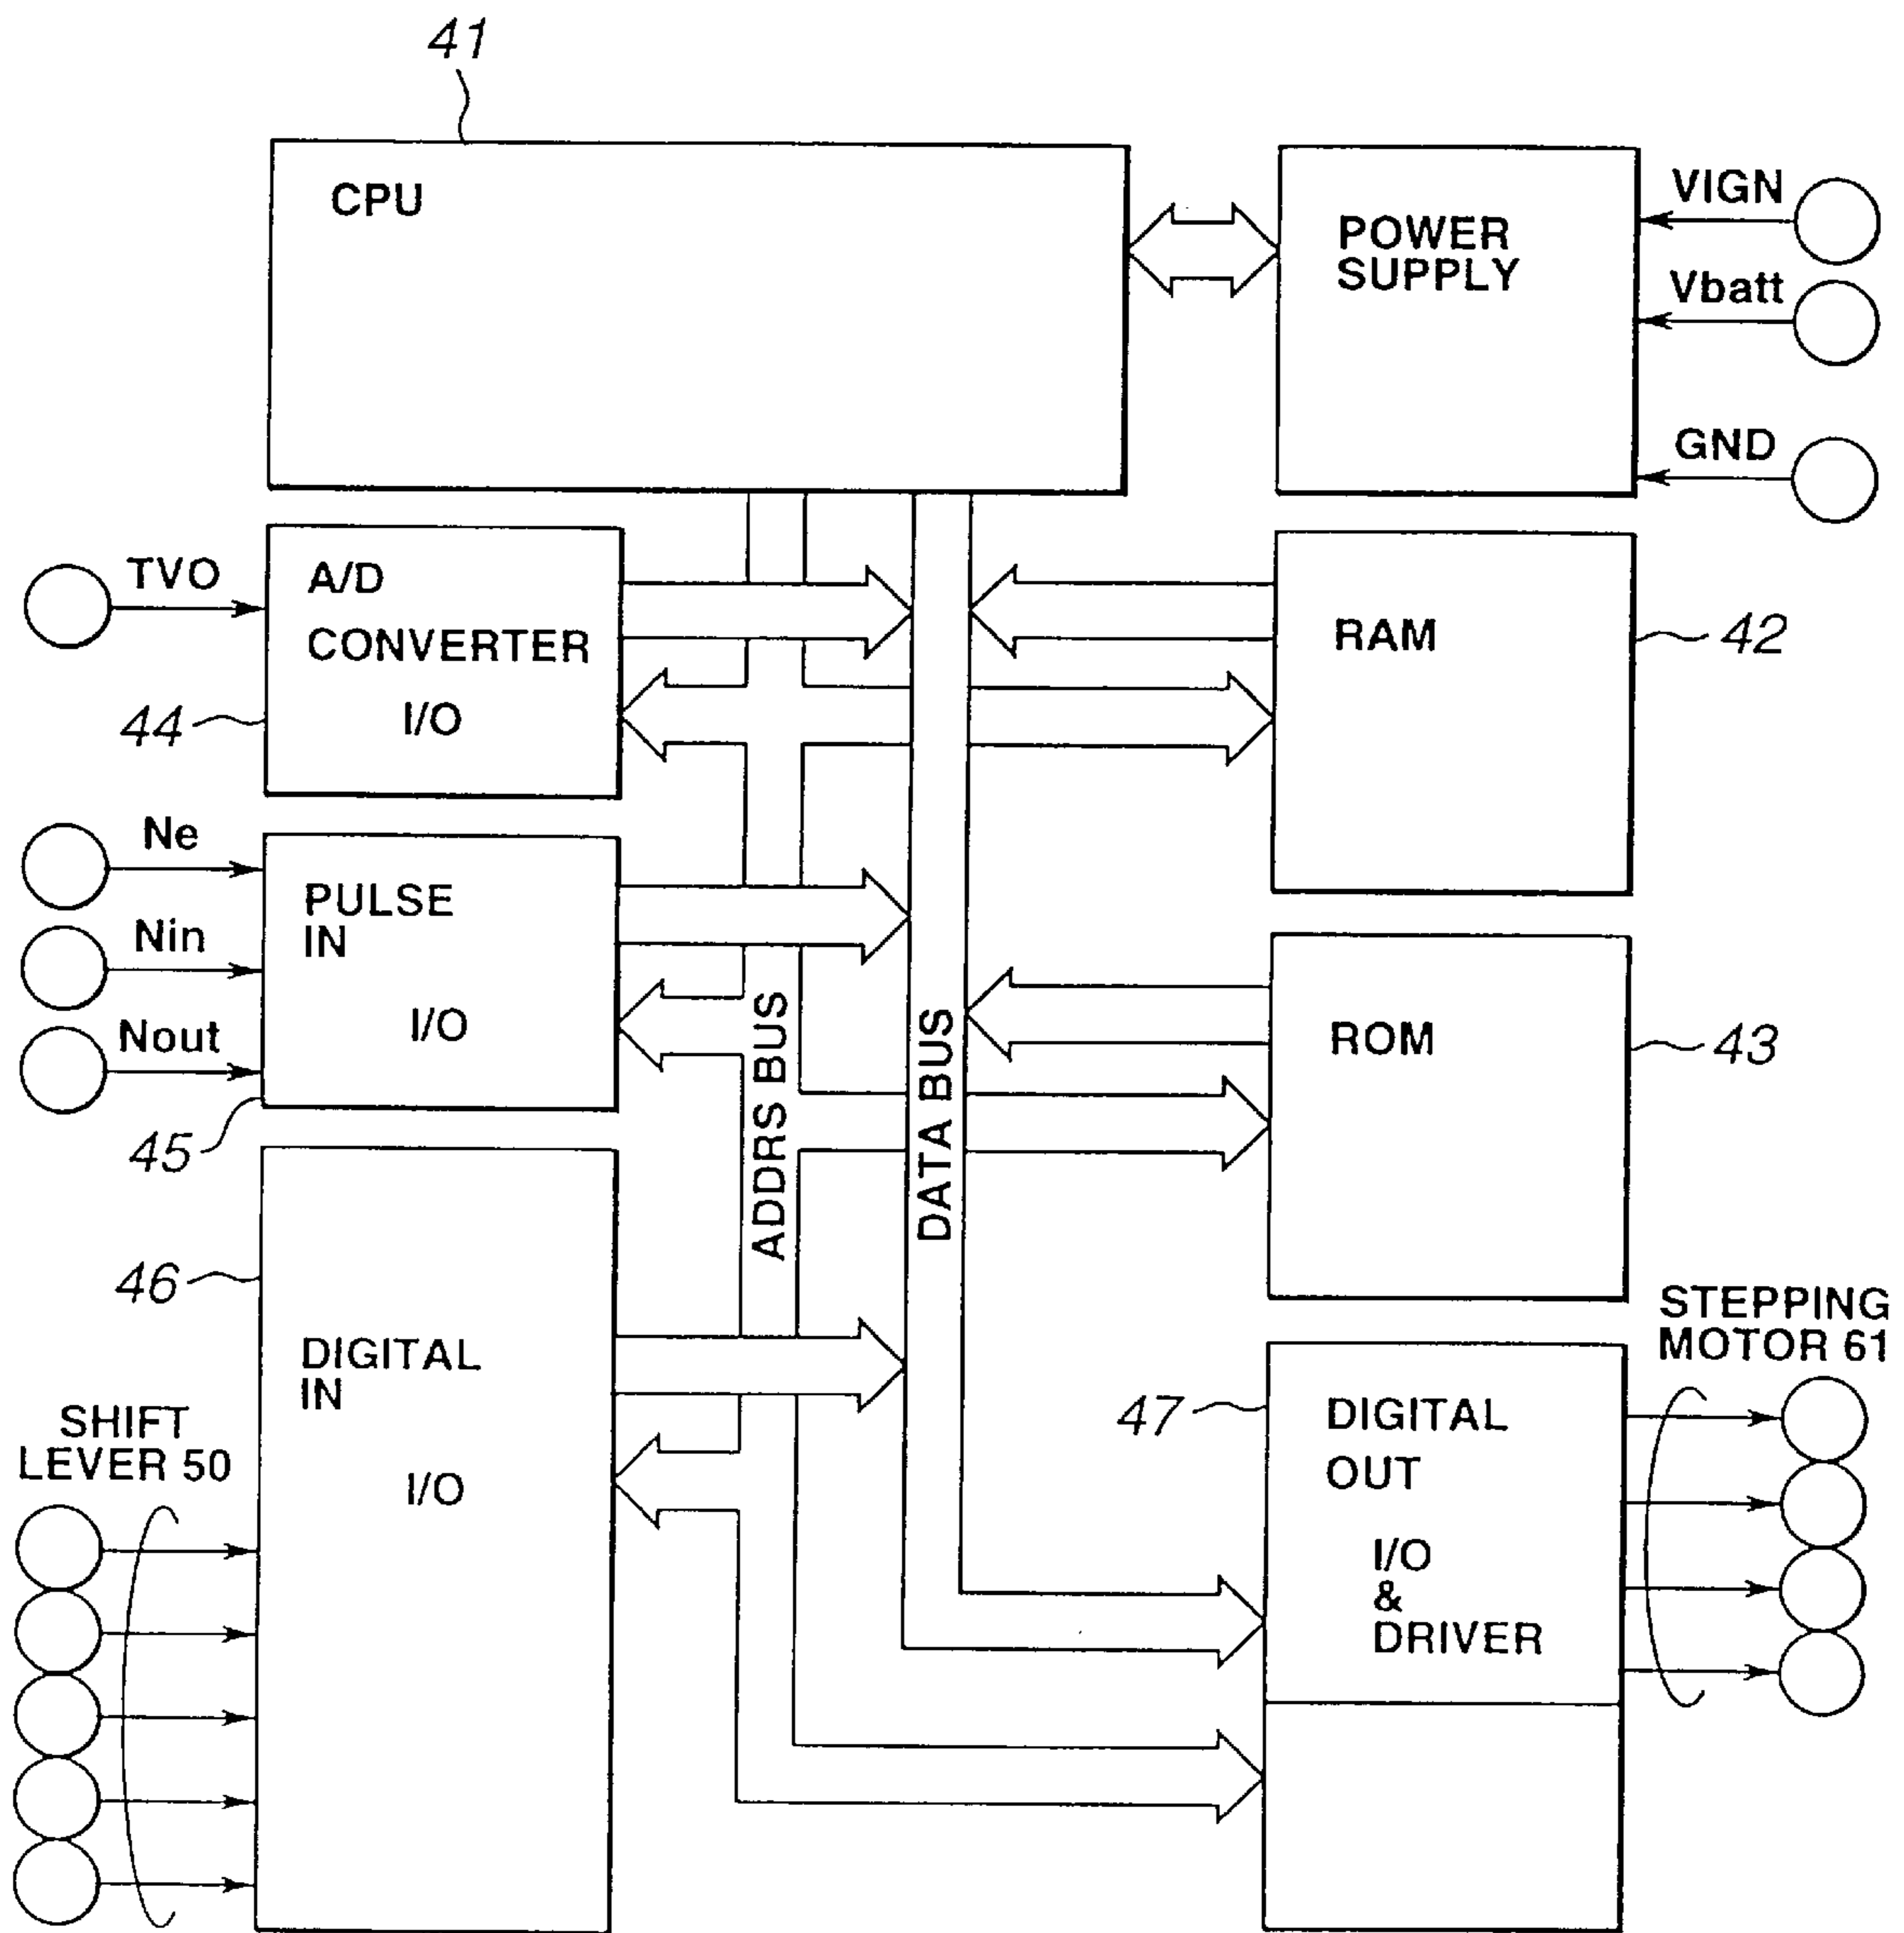 41
CPU
POWER
SUPPLY
VIGN
Vbatt
GND
TVO
A/D
CONVERTER
I/O
44
RAM
42
Ne
Nin
Nout
PULSE
IN
I/O
45
ADDRS BUS
DATA BUS
ROM
43
46
DIGITAL
IN
I/O
SHIFT
LEVER 50
STEPPING
MOTOR 61
47
DIGITAL
OUT
I/O
&
DRIVER